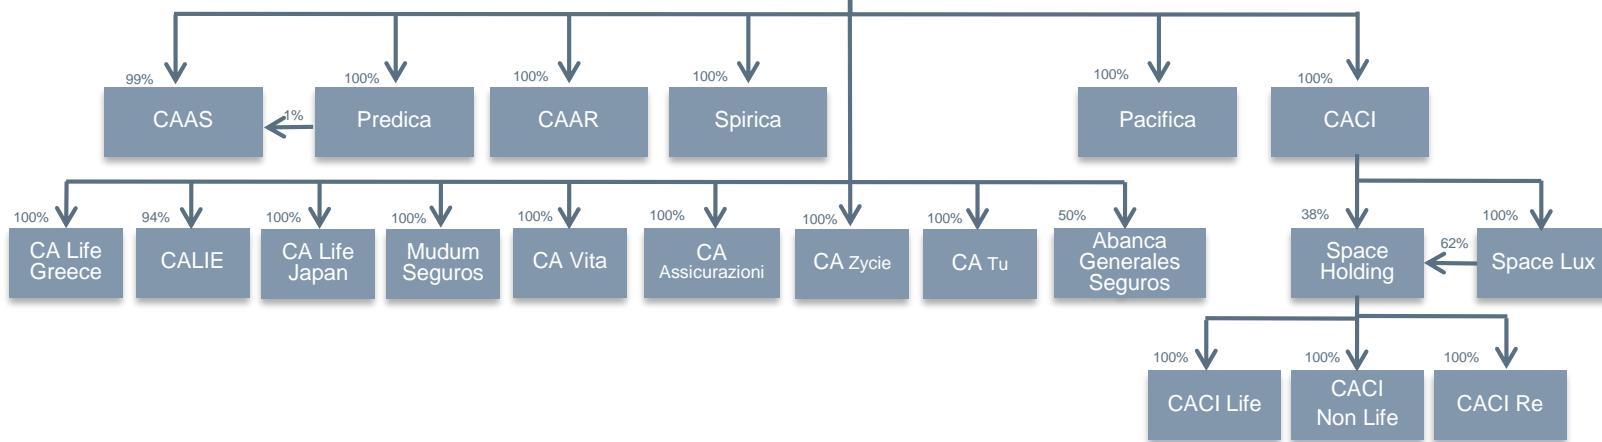 99%
100%
100%
100%
100%
100%
CAAS
1%
Predica
CAAR
Spirica
Pacifica
CACI
100%
94%
100%
100%
100%
100%
100%
100%
50%
38%
100%
CA Life
Greece
CALIE
CA Life
Japan
Mudum
Seguros
CA Vita
CA
Assicurazioni
CA Zycie
CA Tu
Abanca
Generales
Seguros
Space
Holding
62%
Space Lux
100%
100%
100%
CACI Life
CACI
Non Life
CACI Re